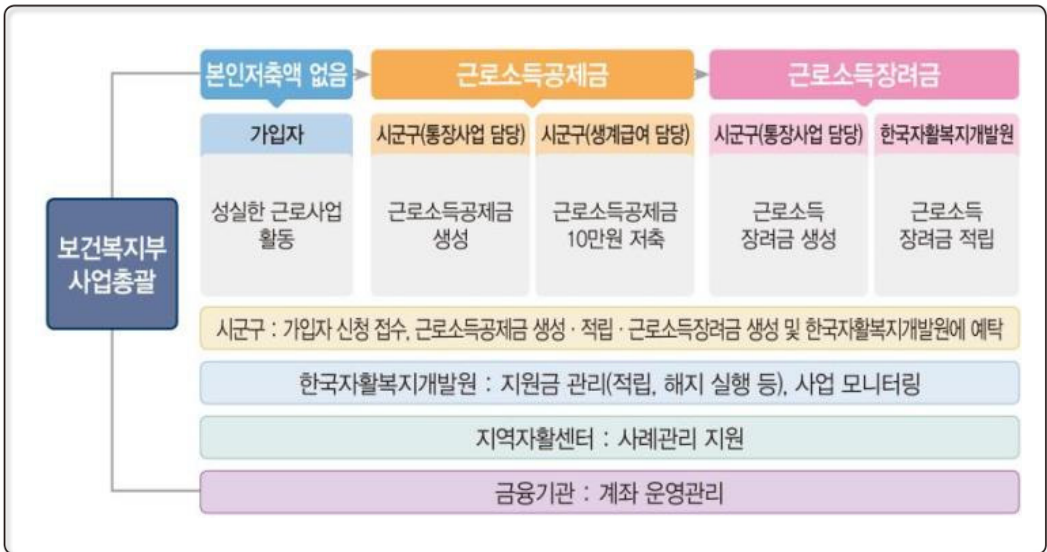 본인저축액 없음
근로소득공제금
근로소득장려금
가입자
시군구(통장사업 담당)
시군구(생계급여 담당)
시군구(통장사업 담당)
한국자활복지개발원
성실한 근로사업
활동
근로소득공제금
생성
근로소득공제금
10만원 저축
근로소득
장려금 생성
근로소득
장려금 적립
보건복지부
사업총괄
시군구 : 가입자 신청 접수, 근로소득공제금 생성 · 적립 · 근로소득장려금 생성 및 한국자활복지개발원에 예탁
한국자활복지개발원 : 지원금 관리(적립, 해지 실행 등), 사업 모니터링
지역자활센터 : 사례관리 지원
금융기관 : 계좌 운영관리